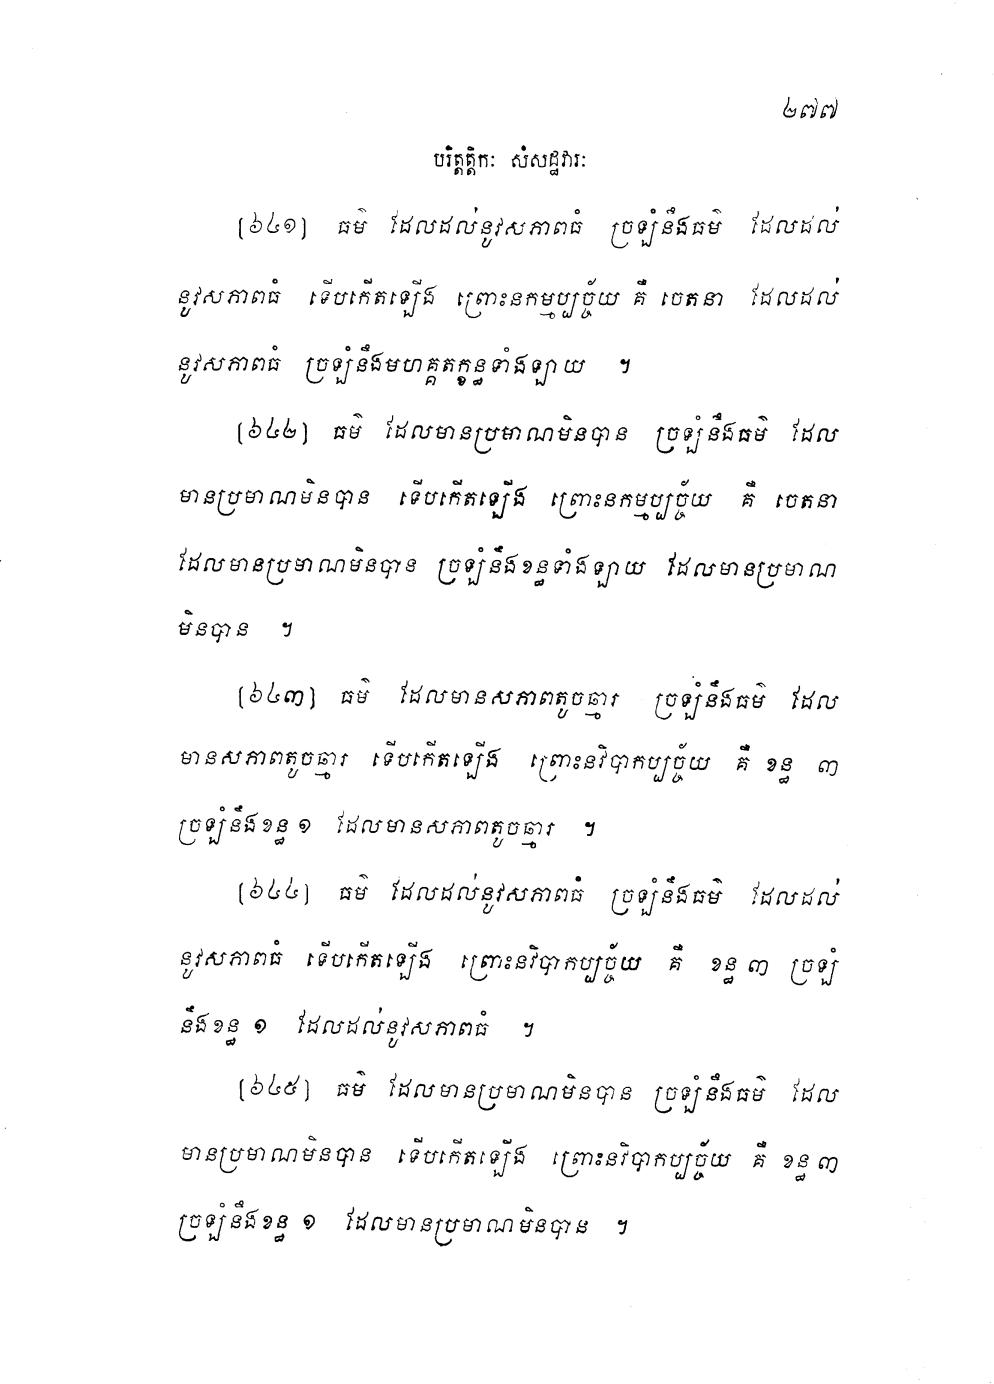 ២៧៧
បរិត្តត្តិកៈ សំសដ្ឋវារៈ
[៦៤១] ធម៌ ដែលដល់នូវសភាពធំ ច្រឡំនឹងធម៌ ដែលដល់
នូវសភាពធំ ទើបកើតឡើង ព្រោះនកម្មប្បច្ច័យ គឺ ចេតនា ដែលដល់
នូវសភាពធំ ច្រឡំនឹងមហគ្គតក្ខន្ធទាំងឡាយ ។
[៦៤២] ធម៌ ដែលមានប្រមាណមិនបាន ច្រឡំនឹងធម៌ ដែល
មានប្រមាណមិនបាន ទើបកើតឡើង ព្រោះនកម្មប្បច្ច័យ គឺ ចេតនា
ដែលមានប្រមាណមិនបាន ច្រឡំនឹងខន្ធទាំងឡាយ ដែលមានប្រមាណ
មិនបាន ។
[៦៤៣] ធម៌ ដែលមានសភាពតូចឆ្មារ ច្រឡំនឹងធម៌ ដែល
មានសភាពតូចឆ្មារ ទើបកើតឡើង ព្រោះនវិបាកប្បច្ច័យ គឺ ខន្ធ ៣
ច្រឡំនឹងខន្ធ ១ ដែលមានសភាពតូចឆ្មារ ។
[៦៤៤] ធម៌ ដែលដល់នូវសភាពធំ ច្រឡំនឹងធម៌ ដែលដល់
នូវសភាពធំ ទើបកើតឡើង ព្រោះនវិបាកប្បច្ច័យ គឺ ខន្ធ ៣ ច្រឡំ
នឹងខន្ធ ១ ដែលដល់នូវសភាពធំ ។
[៦៤៥] ធម៌ ដែលមានប្រមាណមិនបាន ច្រឡំនឹងធម៌ ដែល
មានប្រមាណមិនបាន ទើបកើតឡើង ព្រោះនវិបាកប្បច្ច័យ គឺ ខន្ធ ៣
ច្រឡំនឹងខន្ធ ១ ដែលមានប្រមាណមិនបាន ។